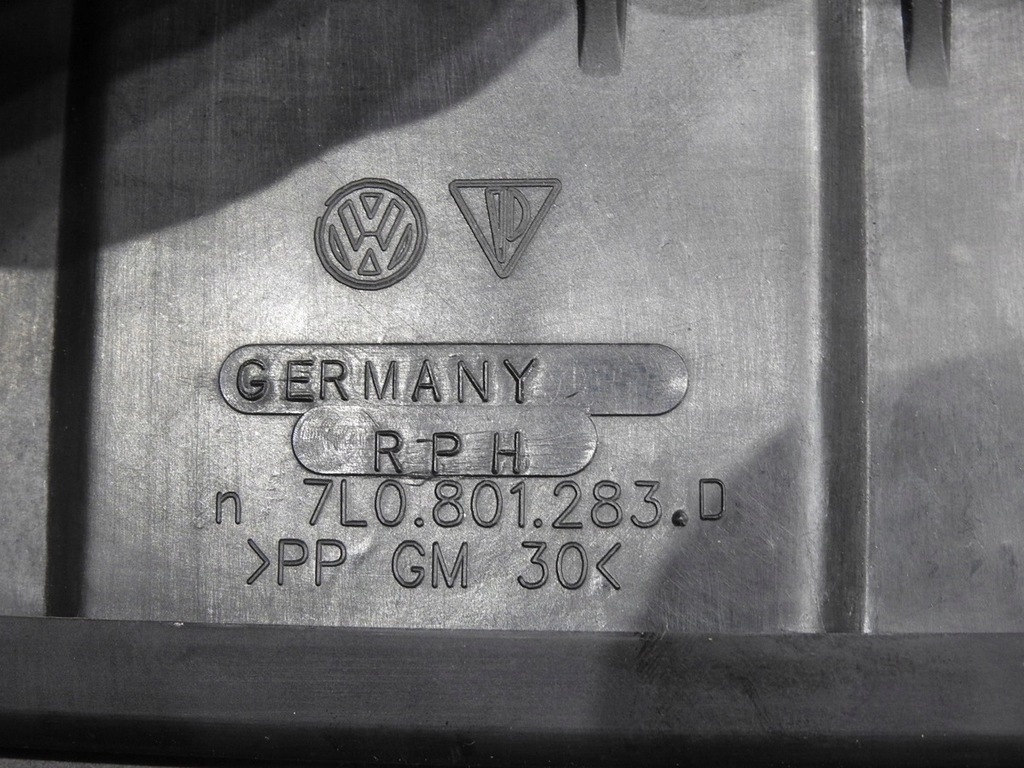 GERMANY
RPH
n 7L0.801.283.D
>PP GM 30<